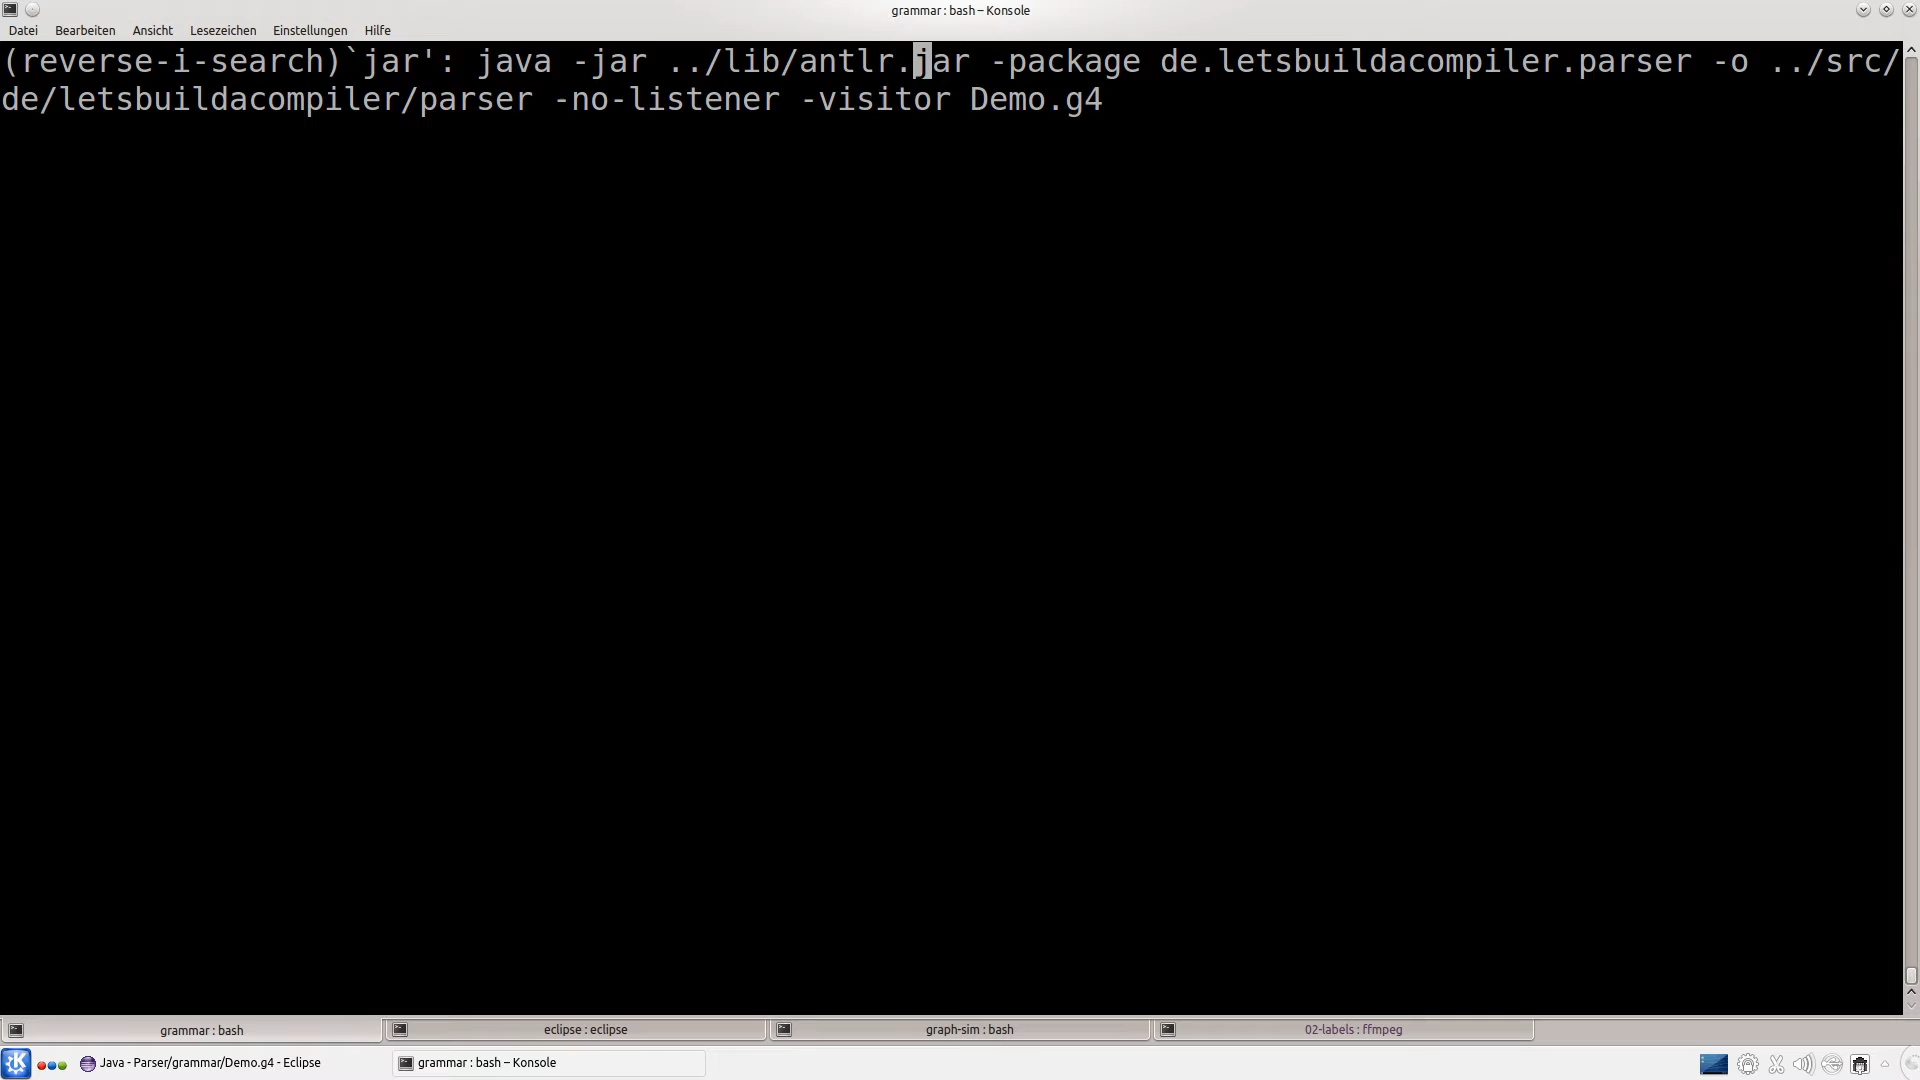 grammar : bash – Konsole
Datei Bearbeiten Ansicht Lesezeichen Einstellungen Hilfe
(reverse-i-search)`jar': java -jar ../lib/antlr.jar -package de.letsbuildacompiler.parser -o ../src/
de/letsbuildacompiler/parser -no-listener -visitor Demo.g4
grammar : bash eclipse : eclipse graph-sim : bash 02-labels : ffmpeg
Java - Parser/grammar/Demo.g4 - Eclipse grammar : bash – Konsole